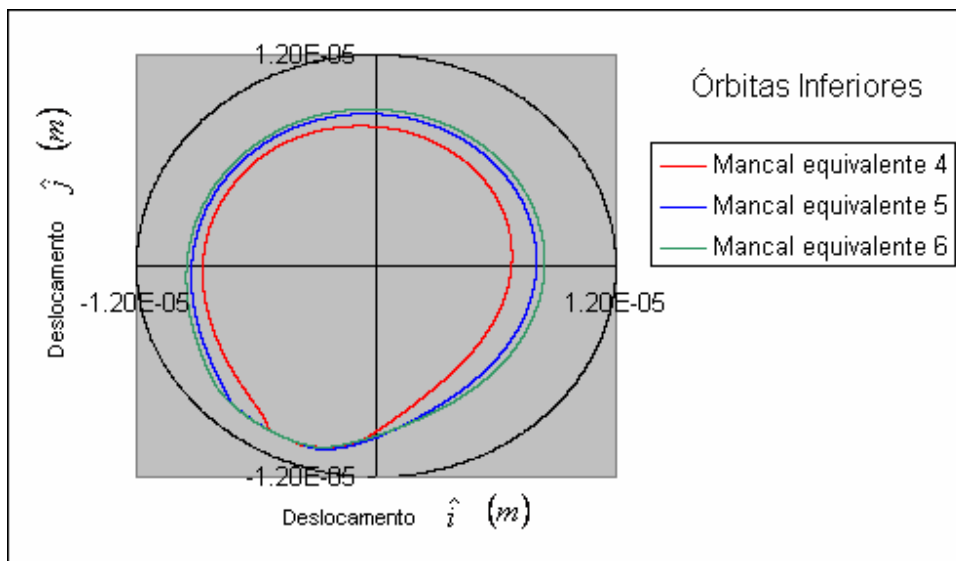 1.20E-05
Órbitas Inferiores
Deslocamento ĵ (m)
Mancal equivalente 4
Mancal equivalente 5
Mancal equivalente 6
-1.20E-05
1.20E-05
-1.20E-05
Deslocamento î (m)